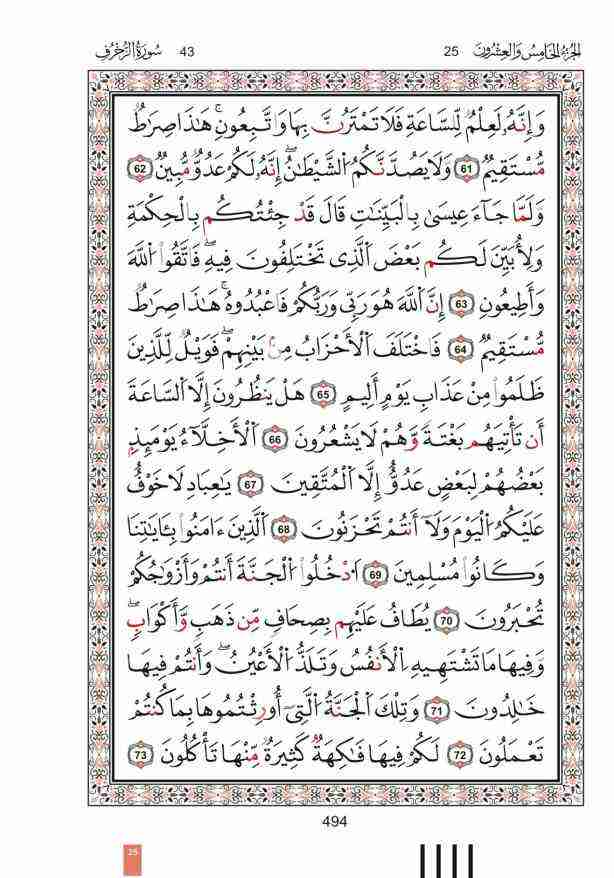 الجزء الخامس والعشرون 25
43 سورة الزخرف
وَإِنَّهُۥ لَعِلۡمٞ لِّلسَّاعَةِ فَلَا تَمۡتَرُنَّ بِهَا وَٱتَّبِعُونِۚ هَٰذَا صِرَٰطٞ
مُّسۡتَقِيمٞ 61 وَلَا يَصُدَّنَّكُمُ ٱلشَّيۡطَٰنُۖ إِنَّهُۥ لَكُمۡ عَدُوّٞ مُّبِينٞ 62
وَلَمَّا جَآءَ عِيسَىٰ بِٱلۡبَيِّنَٰتِ قَالَ قَدۡ جِئۡتُكُم بِٱلۡحِكۡمَةِ
وَلِأُبَيِّنَ لَكُم بَعۡضَ ٱلَّذِي تَخۡتَلِفُونَ فِيهِۖ فَٱتَّقُواْ ٱللَّهَ
وَأَطِيعُونِ 63 إِنَّ ٱللَّهَ هُوَ رَبِّي وَرَبُّكُمۡ فَٱعۡبُدُوهُۚ هَٰذَا صِرَٰطٞ
مُّسۡتَقِيمٞ 64 فَٱخۡتَلَفَ ٱلۡأَحۡزَابُ مِنۢ بَيۡنِهِمۡۖ فَوَيۡلٞ لِّلَّذِينَ
ظَلَمُواْ مِنۡ عَذَابِ يَوۡمٍ أَلِيمٍ 65 هَلۡ يَنظُرُونَ إِلَّا ٱلسَّاعَةَ
أَن تَأۡتِيَهُم بَغۡتَةٗ وَهُمۡ لَا يَشۡعُرُونَ 66 ٱلۡأَخِلَّآءُ يَوۡمَئِذِۭ
بَعۡضُهُمۡ لِبَعۡضٍ عَدُوٌّ إِلَّا ٱلۡمُتَّقِينَ 67 يَٰعِبَادِ لَا خَوۡفٌ
عَلَيۡكُمُ ٱلۡيَوۡمَ وَلَآ أَنتُمۡ تَحۡزَنُونَ 68 ٱلَّذِينَ ءَامَنُواْ بِـَٔايَٰتِنَا
وَكَانُواْ مُسۡلِمِينَ 69 ٱدۡخُلُواْ ٱلۡجَنَّةَ أَنتُمۡ وَأَزۡوَٰجُكُمۡ
تُحۡبَرُونَ 70 يُطَافُ عَلَيۡهِم بِصِحَافٖ مِّن ذَهَبٖ وَأَكۡوَابٖۖ
وَفِيهَا مَا تَشۡتَهِيهِ ٱلۡأَنفُسُ وَتَلَذُّ ٱلۡأَعۡيُنُۖ وَأَنتُمۡ فِيهَا
خَٰلِدُونَ 71 وَتِلۡكَ ٱلۡجَنَّةُ ٱلَّتِيٓ أُورِثۡتُمُوهَا بِمَا كُنتُمۡ
تَعۡمَلُونَ 72 لَكُمۡ فِيهَا فَٰكِهَةٞ كَثِيرَةٞ مِّنۡهَا تَأۡكُلُونَ 73
494
25